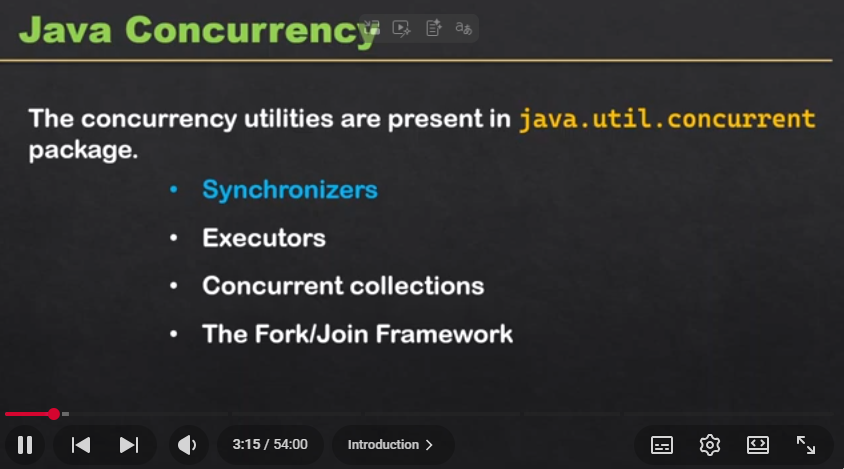 Java Concurrency
The concurrency utilities are present in java.util.concurrent
package.
• Synchronizers
• Executors
• Concurrent collections
• The Fork/Join Framework
3:15 / 54:00
Introduction